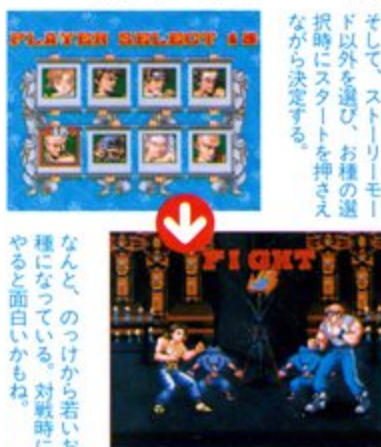 そして、ストーリーモー
ド以外を選び、お種の選
択時にスタートを押さえ
ながら決定する。
PLAYER SELECT 18
FIGHT
なんと、のっけから若いお
種になっている。対戦時に
やると面白いかもね。